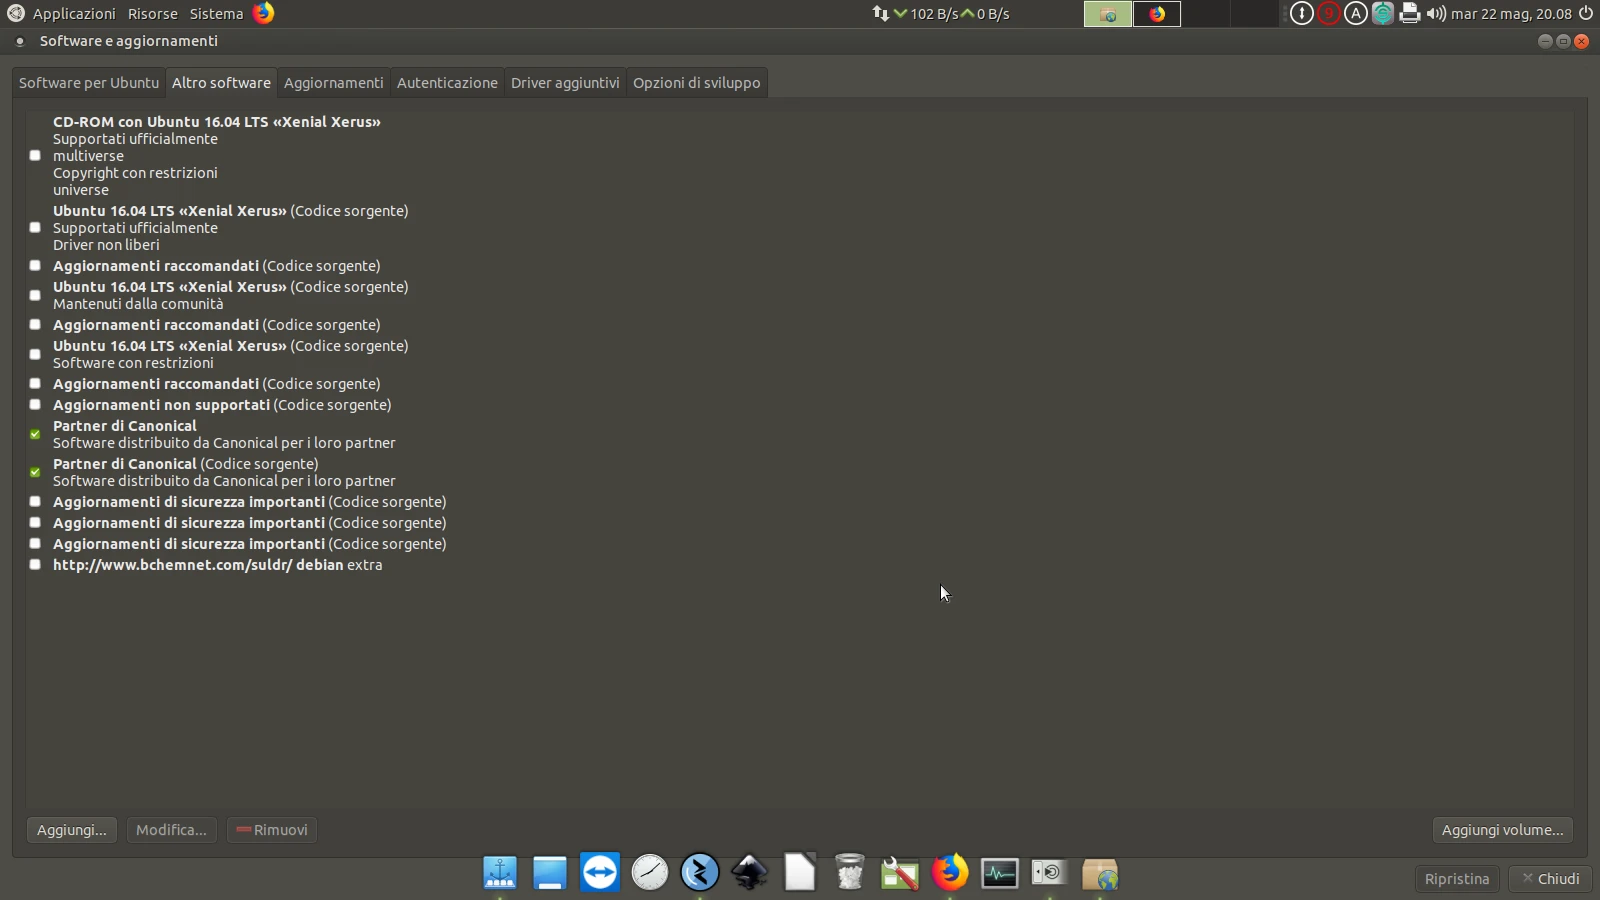 Applicazioni Risorse Sistema 102 B/s 0 B/s 9 A mar 22 mag, 20.08
Software e aggiornamenti
Software per Ubuntu Altro software Aggiornamenti Autenticazione Driver aggiuntivi Opzioni di sviluppo
CD-ROM con Ubuntu 16.04 LTS «Xenial Xerus»
Supportati ufficialmente
multiverse
Copyright con restrizioni
universe
Ubuntu 16.04 LTS «Xenial Xerus» (Codice sorgente)
Supportati ufficialmente
Driver non liberi
Aggiornamenti raccomandati (Codice sorgente)
Ubuntu 16.04 LTS «Xenial Xerus» (Codice sorgente)
Mantenuti dalla comunità
Aggiornamenti raccomandati (Codice sorgente)
Ubuntu 16.04 LTS «Xenial Xerus» (Codice sorgente)
Software con restrizioni
Aggiornamenti raccomandati (Codice sorgente)
Aggiornamenti non supportati (Codice sorgente)
Partner di Canonical
Software distribuito da Canonical per i loro partner
Partner di Canonical (Codice sorgente)
Software distribuito da Canonical per i loro partner
Aggiornamenti di sicurezza importanti (Codice sorgente)
Aggiornamenti di sicurezza importanti (Codice sorgente)
Aggiornamenti di sicurezza importanti (Codice sorgente)
http://www.bchemnet.com/suldr/ debian extra
Aggiungi... Modifica... Rimuovi Aggiungi volume...
Ripristina Chiudi